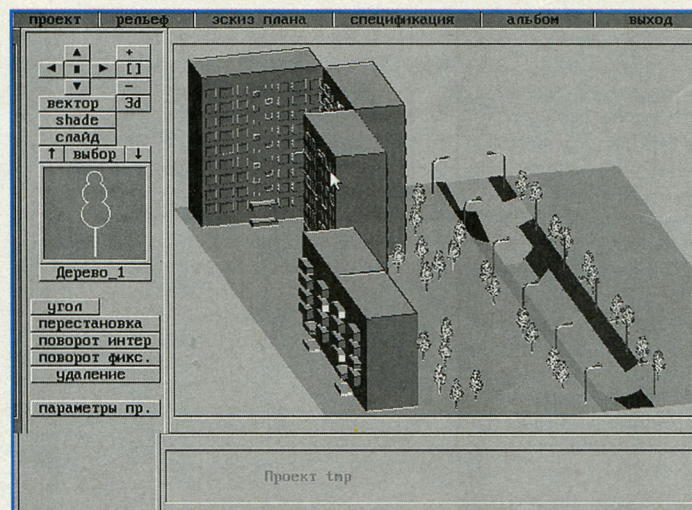 проект рельеф эскиз плана спецификация альбом выход
+
[]
−
вектор 3d
shade
слайд
↑ выбор ↓
Дерево_1
угол
перестановка
поворот интер
поворот фикс.
удаление
параметры пр.
Проект tmp